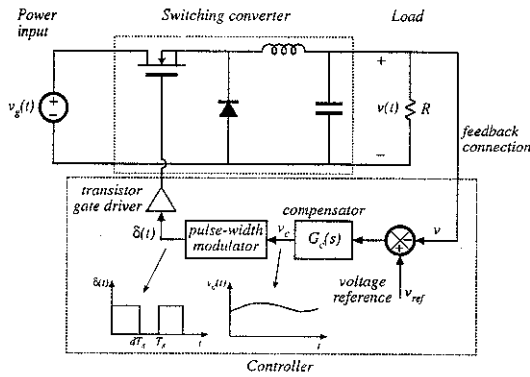 Power
input
Switching converter
Load
v_g(t)
+
−
+
v(t)
−
R
feedback
connection
transistor
gate driver
δ(t)
pulse-width
modulator
v_c
compensator
G_c(s)
−
+
v
voltage
reference
v_ref
δ(t)
dT_s T_s t
v_c(t)
t
Controller